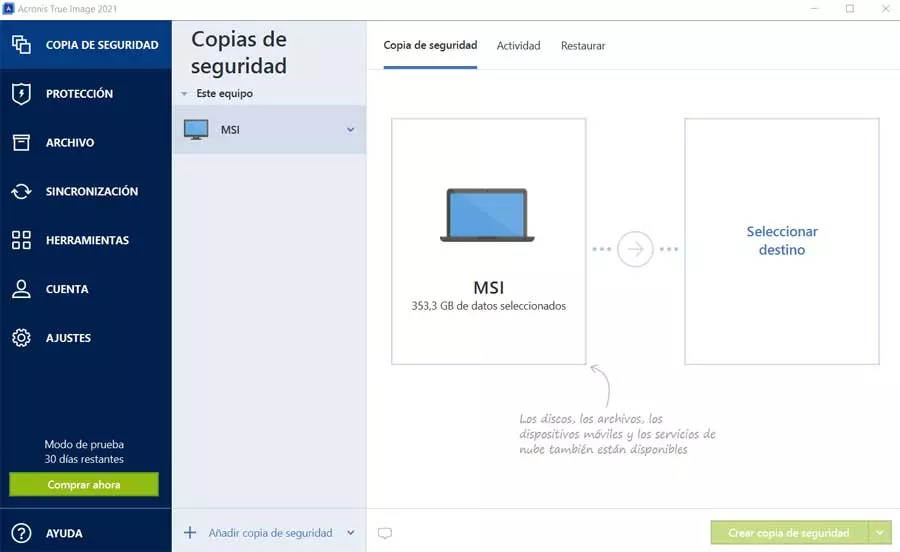 Acronis True Image 2021
COPIA DE SEGURIDAD
PROTECCIÓN
ARCHIVO
SINCRONIZACIÓN
HERRAMIENTAS
CUENTA
AJUSTES
Modo de prueba
30 días restantes
Comprar ahora
AYUDA
Copias de
seguridad
Este equipo
MSI
Añadir copia de seguridad
Copia de seguridad
Actividad
Restaurar
MSI
353,3 GB de datos seleccionados
Seleccionar
destino
Los discos, los archivos, los
dispositivos móviles y los servicios de
nube también están disponibles
Crear copia de seguridad